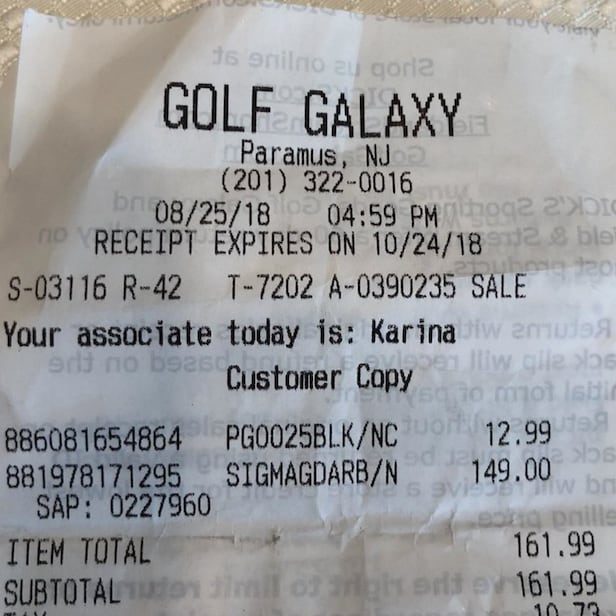 GOLF GALAXY
Paramus, NJ
(201) 322-0016
08/25/18 04:59 PM
RECEIPT EXPIRES ON 10/24/18
S-03116 R-42 T-7202 A-0390235 SALE
Your associate today is: Karina
Customer Copy
886081654864 PG0025BLK/NC 12.99
881978171295 SIGMAGDARB/N 149.00
SAP: 0227960
ITEM TOTAL 161.99
SUBTOTAL 161.99